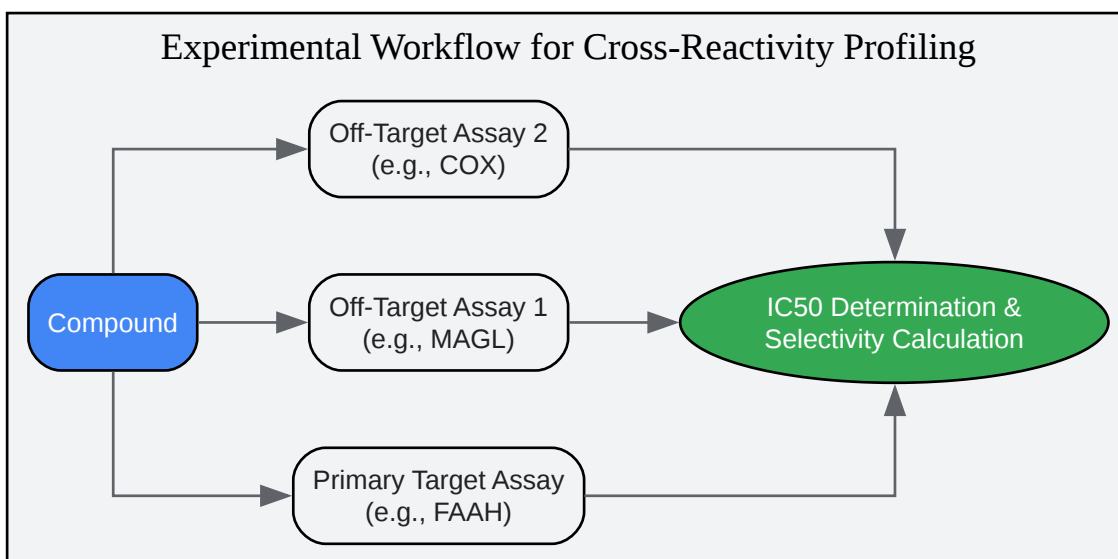 Experimental Workflow for Cross-Reactivity Profiling
Off-Target Assay 2
(e.g., COX)
Compound
Off-Target Assay 1
(e.g., MAGL)
IC50 Determination &
Selectivity Calculation
Primary Target Assay
(e.g., FAAH)